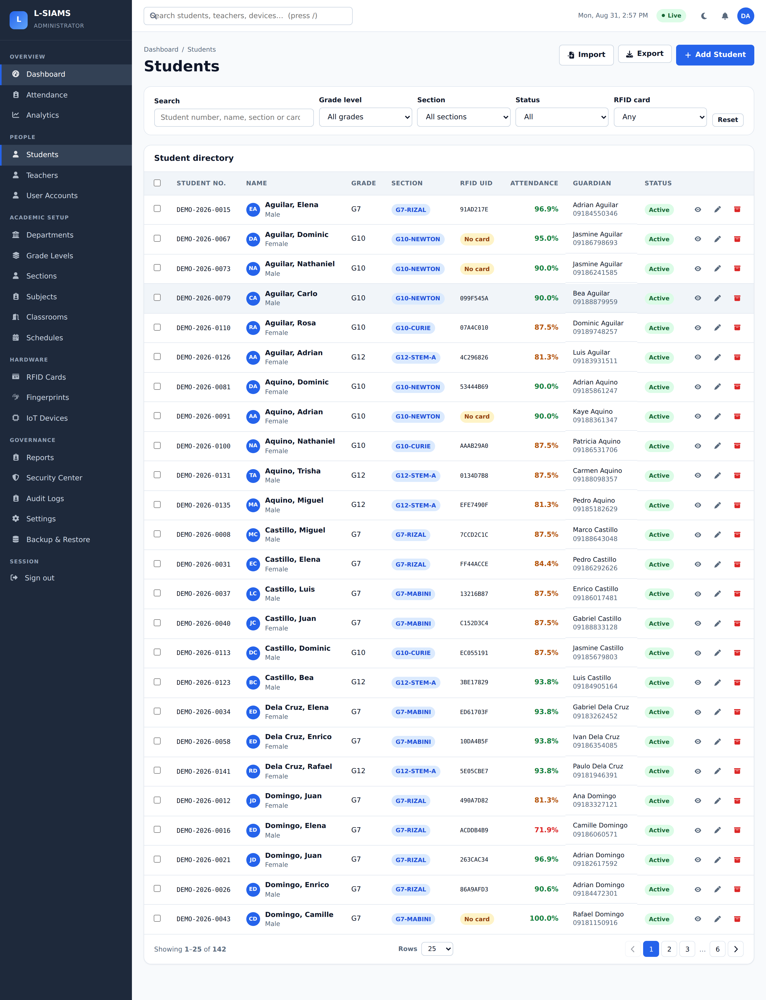 L
L-SIAMS
ADMINISTRATOR
OVERVIEW
Dashboard
Attendance
Analytics
PEOPLE
Students
Teachers
User Accounts
ACADEMIC SETUP
Departments
Grade Levels
Sections
Subjects
Classrooms
Schedules
HARDWARE
RFID Cards
Fingerprints
IoT Devices
GOVERNANCE
Reports
Security Center
Audit Logs
Settings
Backup & Restore
SESSION
Sign out
Search students, teachers, devices... (press /)
Mon, Aug 31, 2:57 PM
Live
DA
Dashboard / Students
Students
Import
Export
Add Student
Search
Grade level
Section
Status
RFID card
Student number, name, section or card
All grades
All sections
All
Any
Reset
Student directory
STUDENT NO. NAME GRADE SECTION RFID UID ATTENDANCE GUARDIAN STATUS
DEMO-2026-0015 EA Aguilar, Elena Male G7 G7-RIZAL 91AD217E 96.9% Adrian Aguilar 09184550346 Active
DEMO-2026-0067 DA Aguilar, Dominic Female G10 G10-NEWTON No card 95.0% Jasmine Aguilar 09186798693 Active
DEMO-2026-0073 NA Aguilar, Nathaniel Male G10 G10-NEWTON No card 90.0% Jasmine Aguilar 09186241585 Active
DEMO-2026-0079 CA Aguilar, Carlo Male G10 G10-NEWTON 099F545A 90.0% Bea Aguilar 09188879959 Active
DEMO-2026-0110 RA Aguilar, Rosa Female G10 G10-CURIE 07A4C010 87.5% Dominic Aguilar 09189748257 Active
DEMO-2026-0126 AA Aguilar, Adrian Female G12 G12-STEM-A 4C296826 81.3% Luis Aguilar 09183931511 Active
DEMO-2026-0081 DA Aquino, Dominic Female G10 G10-NEWTON 53444B69 90.0% Adrian Aquino 09185861247 Active
DEMO-2026-0091 AA Aquino, Adrian Female G10 G10-NEWTON No card 90.0% Kaye Aquino 09188361347 Active
DEMO-2026-0100 NA Aquino, Nathaniel Female G10 G10-CURIE AAAB29A0 87.5% Patricia Aquino 09186531706 Active
DEMO-2026-0131 TA Aquino, Trisha Male G12 G12-STEM-A 0134D7B8 87.5% Carmen Aquino 09188098357 Active
DEMO-2026-0135 MA Aquino, Miguel Male G12 G12-STEM-A EFE7490F 81.3% Pedro Aquino 09185182629 Active
DEMO-2026-0008 MC Castillo, Miguel Male G7 G7-RIZAL 7CCD2C1C 87.5% Marco Castillo 09188643048 Active
DEMO-2026-0031 EC Castillo, Elena Female G7 G7-RIZAL FF44ACCE 84.4% Pedro Castillo 09186292626 Active
DEMO-2026-0037 LC Castillo, Luis Male G7 G7-MABINI 13216B87 87.5% Enrico Castillo 09186017481 Active
DEMO-2026-0040 JC Castillo, Juan Female G7 G7-MABINI C152D3C4 87.5% Gabriel Castillo 09188833128 Active
DEMO-2026-0113 DC Castillo, Dominic Male G10 G10-CURIE EC055191 87.5% Jasmine Castillo 09185679803 Active
DEMO-2026-0123 BC Castillo, Bea Male G12 G12-STEM-A 3BE17829 93.8% Luis Castillo 09184905164 Active
DEMO-2026-0034 ED Dela Cruz, Elena Female G7 G7-MABINI ED61703F 93.8% Gabriel Dela Cruz 09183262452 Active
DEMO-2026-0058 ED Dela Cruz, Enrico Female G7 G7-MABINI 10DA4B5F 93.8% Ivan Dela Cruz 09186354085 Active
DEMO-2026-0141 RD Dela Cruz, Rafael Female G12 G12-STEM-A 5E05CBE7 93.8% Paulo Dela Cruz 09181946391 Active
DEMO-2026-0012 JD Domingo, Juan Female G7 G7-RIZAL 490A7D82 81.3% Ana Domingo 09183327121 Active
DEMO-2026-0016 ED Domingo, Elena Male G7 G7-RIZAL ACDDB4B9 71.9% Camille Domingo 09186060571 Active
DEMO-2026-0021 JD Domingo, Juan Female G7 G7-RIZAL 263CAC34 96.9% Adrian Domingo 09182617592 Active
DEMO-2026-0026 ED Domingo, Enrico Male G7 G7-RIZAL 86A9AFD3 90.6% Adrian Domingo 09184472301 Active
DEMO-2026-0043 CD Domingo, Camille Male G7 G7-MABINI No card 100.0% Rafael Domingo 09181150916 Active
Showing 1–25 of 142
Rows 25
1 2 3 ... 6